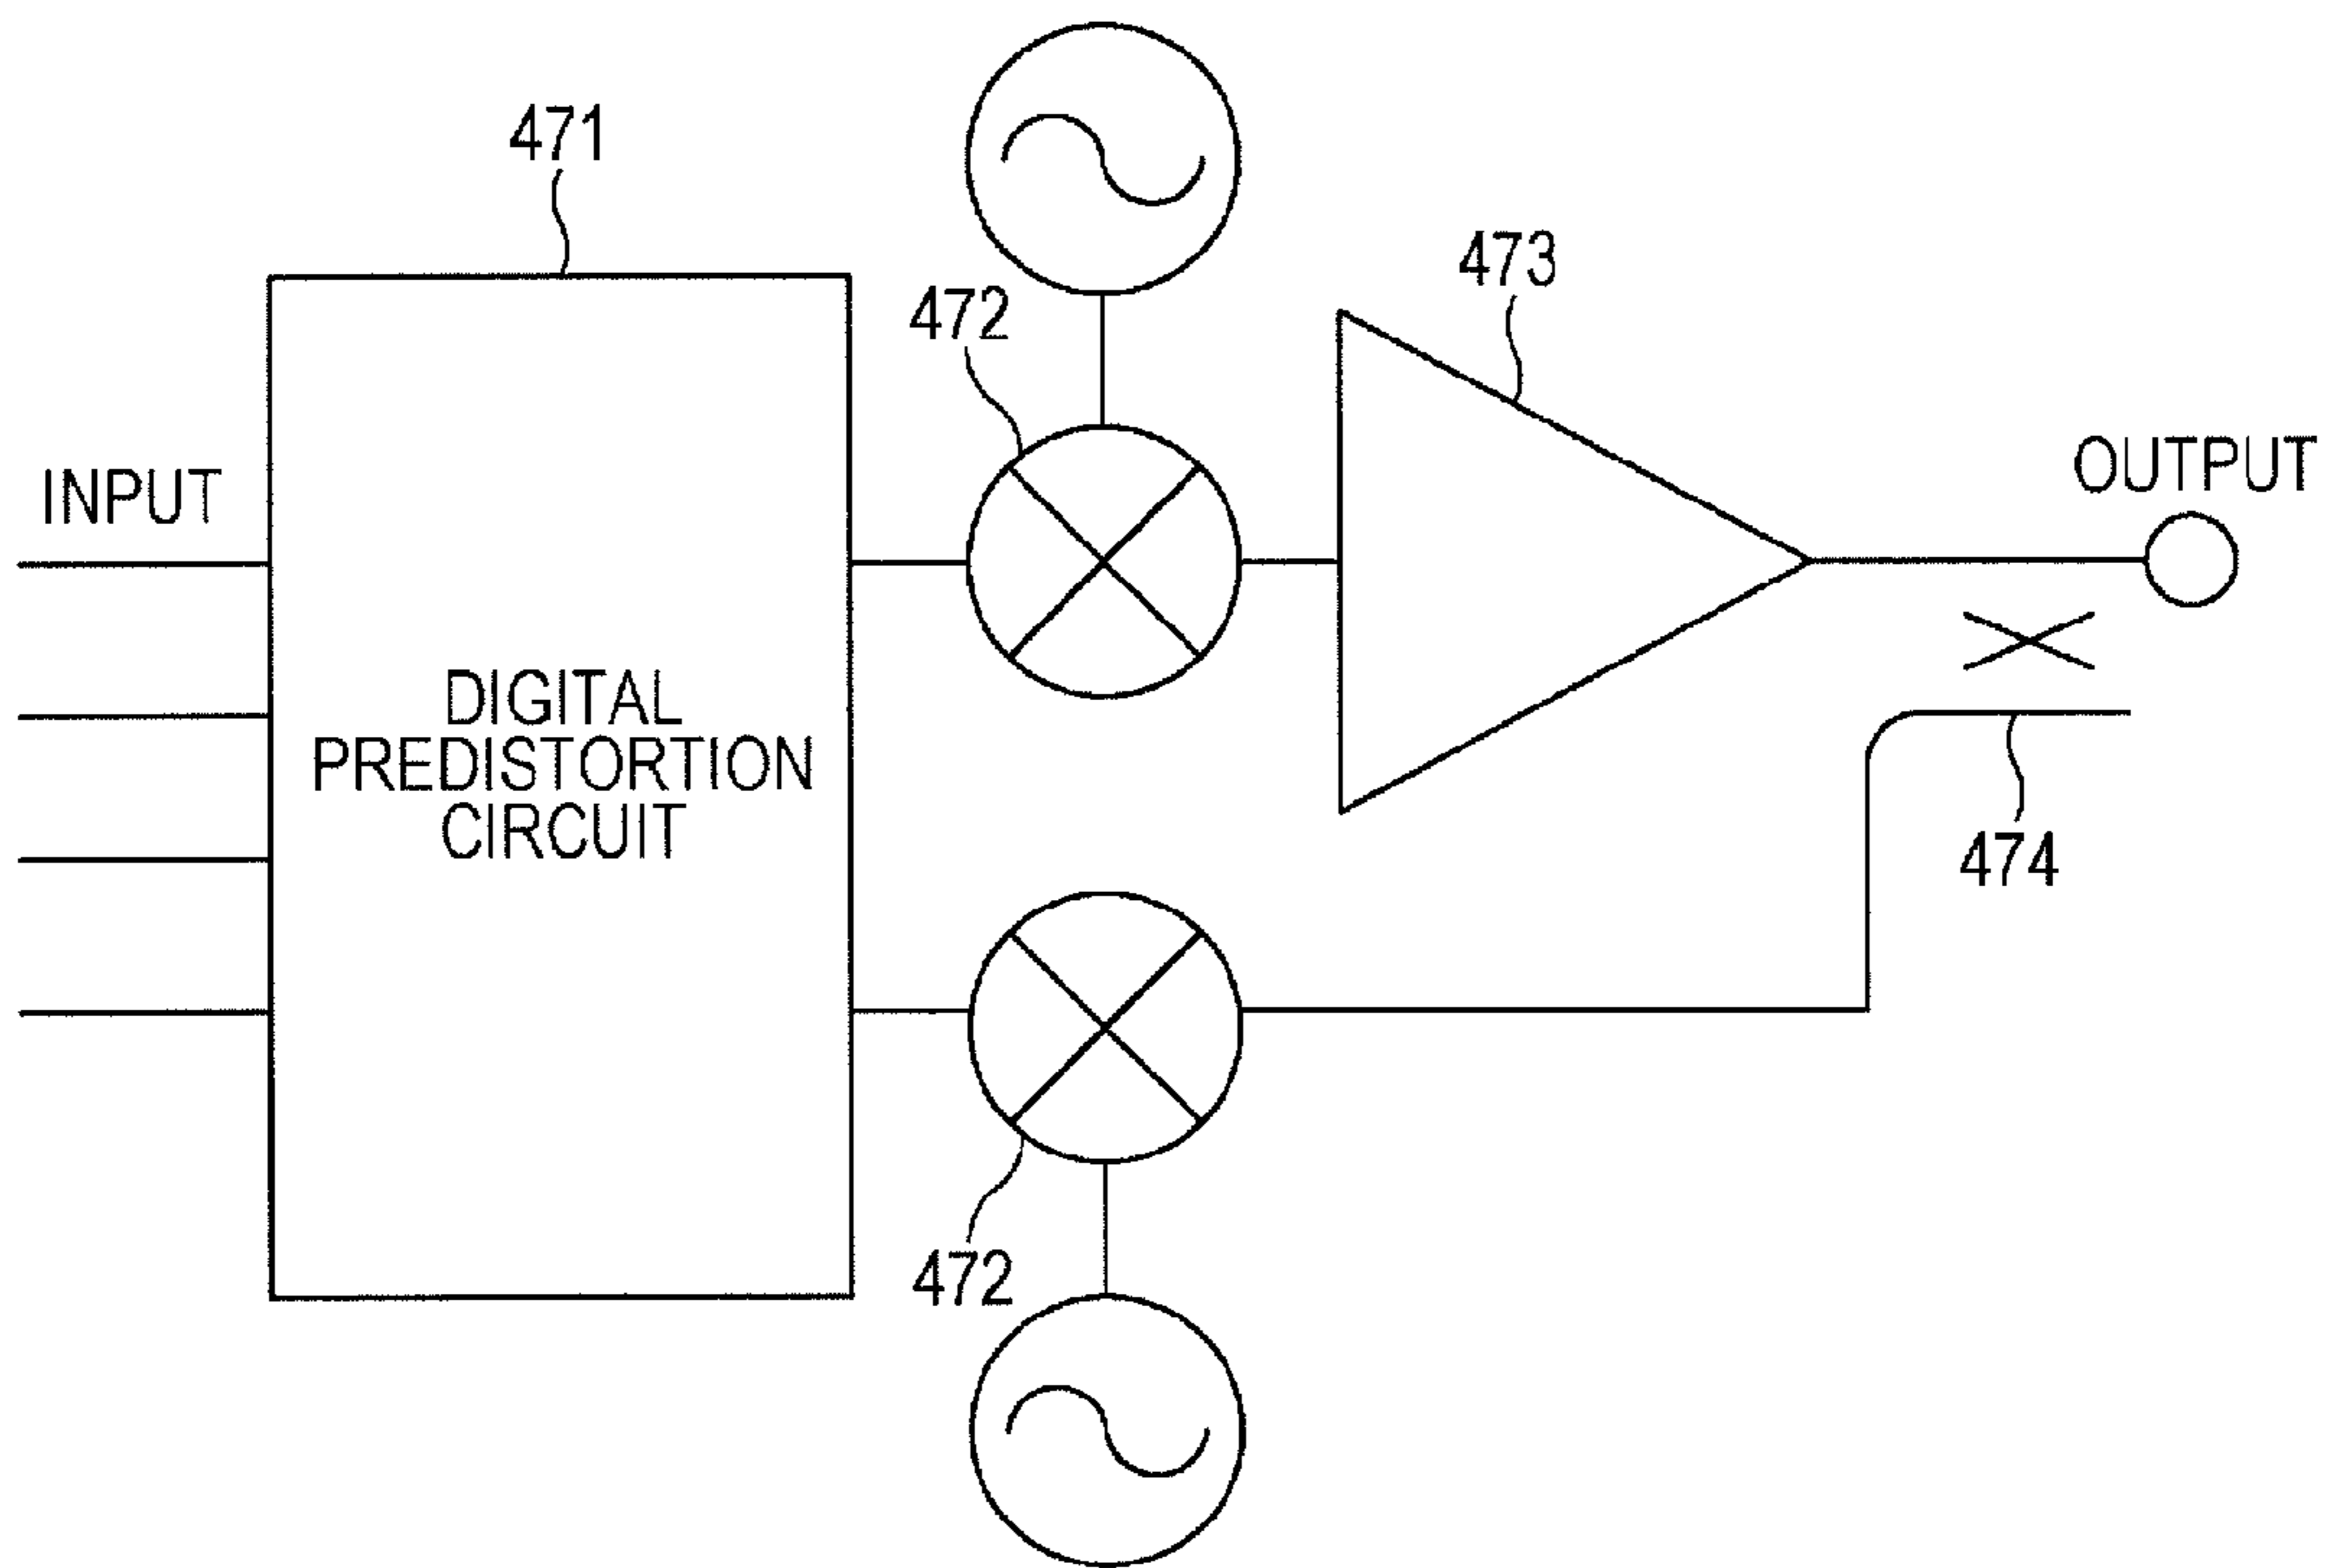 471
472
473
INPUT
OUTPUT
DIGITAL
PREDISTORTION
CIRCUIT
474
472